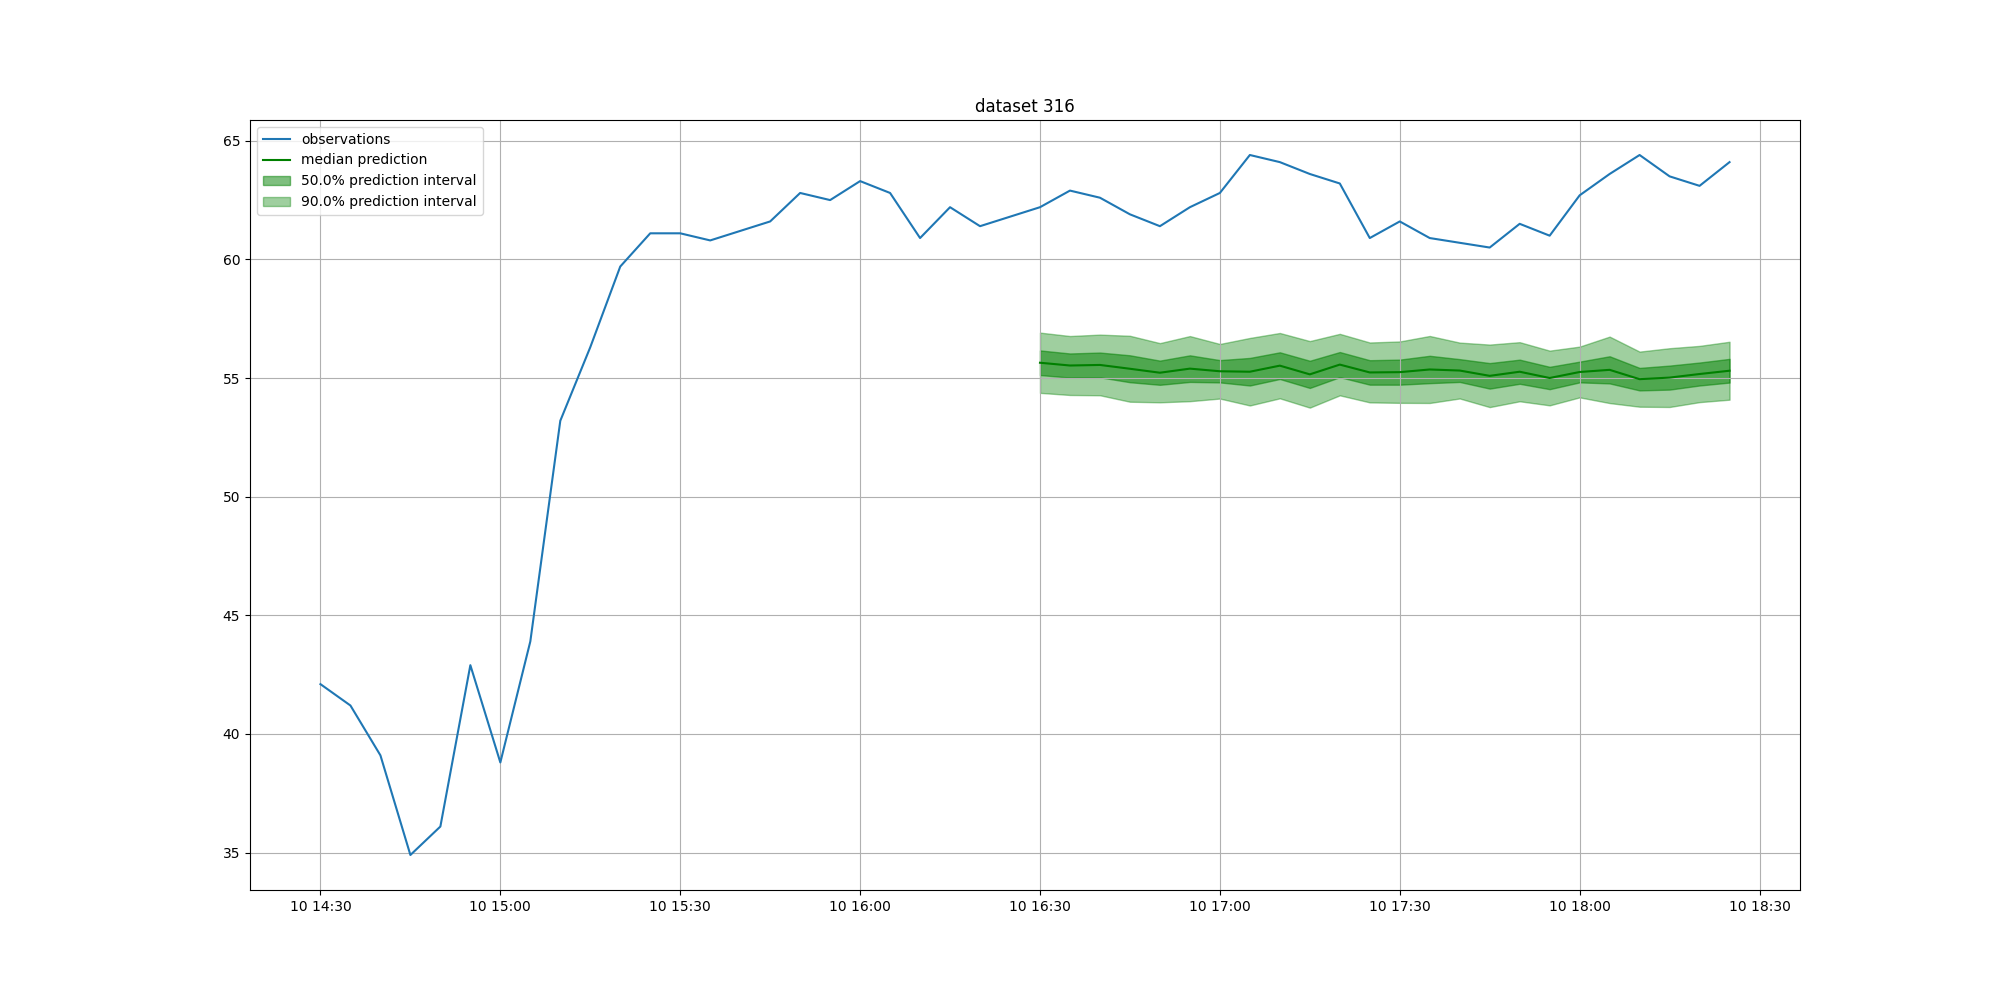 dataset 316
observations
median prediction
50.0% prediction interval
90.0% prediction interval
65
60
55
50
45
40
35
10 14:30 10 15:00 10 15:30 10 16:00 10 16:30 10 17:00 10 17:30 10 18:00 10 18:30